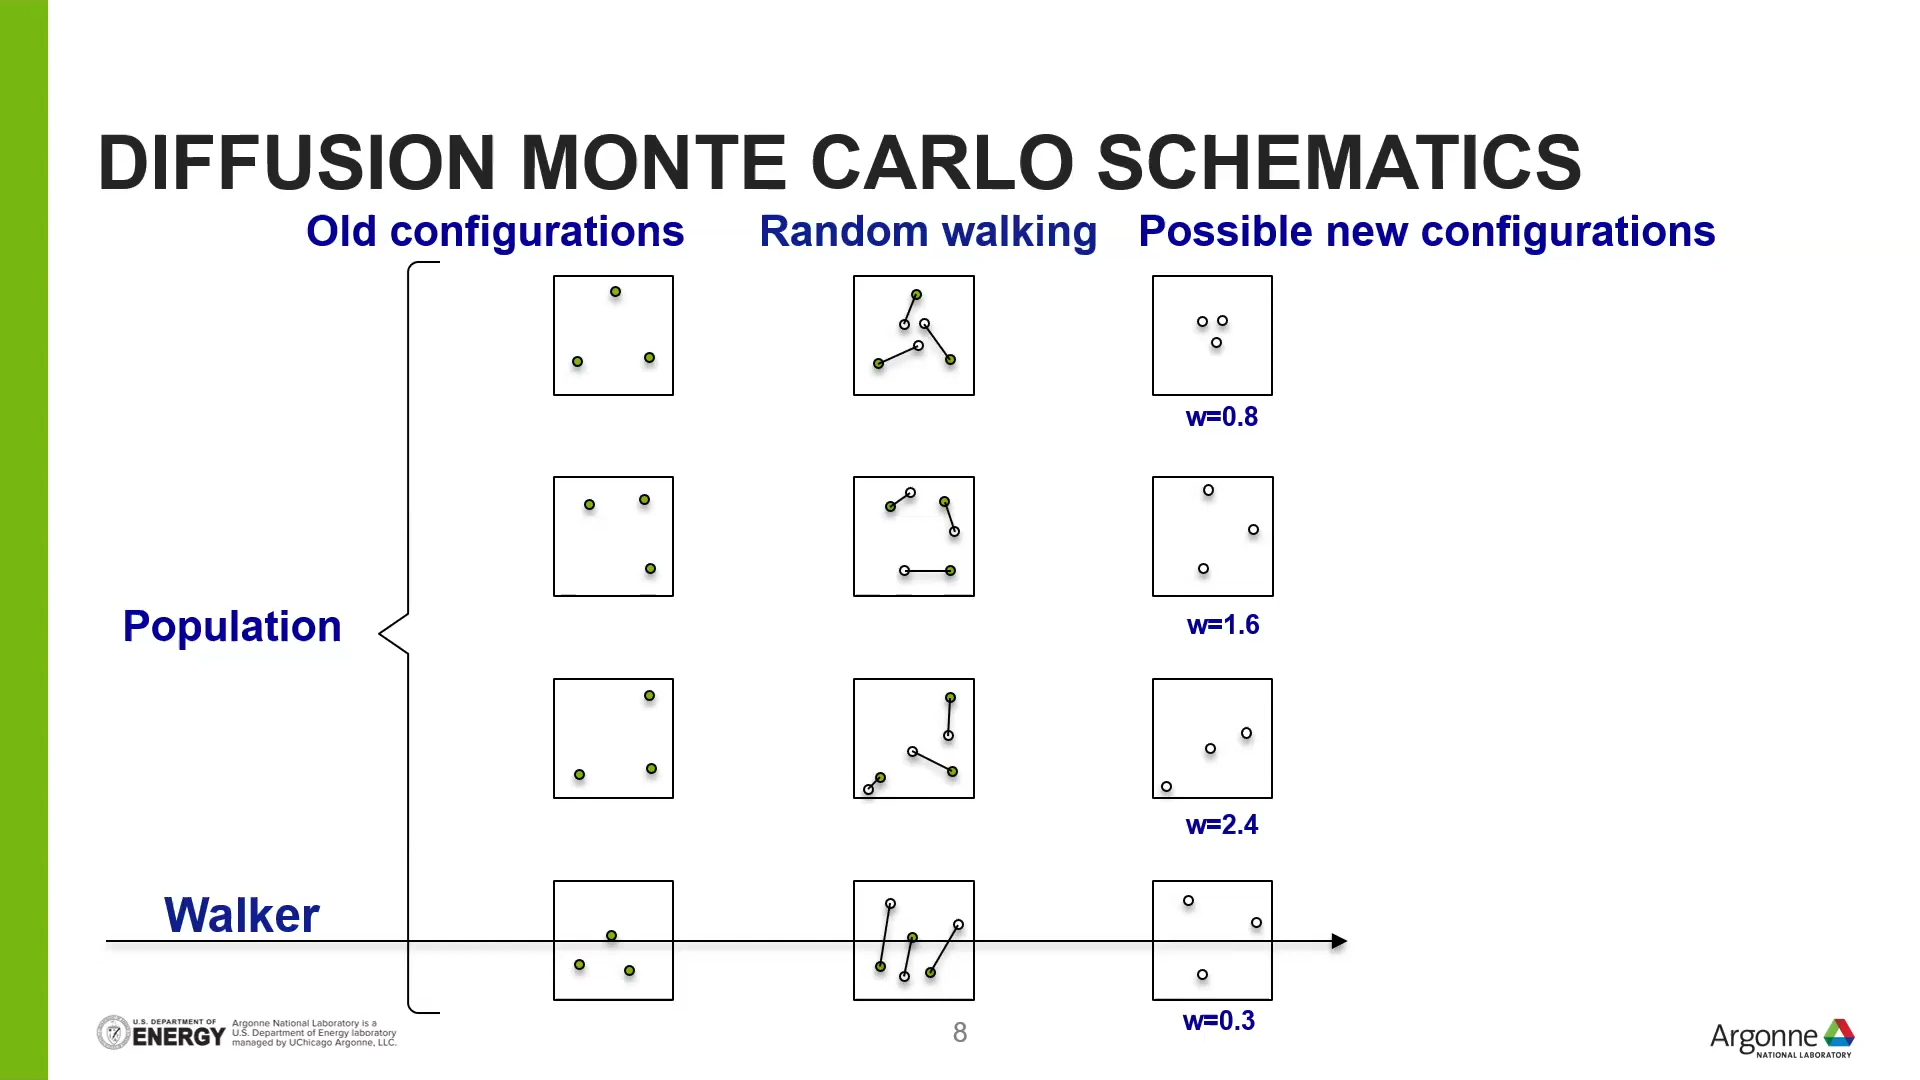 DIFFUSION MONTE CARLO SCHEMATICS
Old configurations
Random walking
Possible new configurations
w=0.8
Population
w=1.6
w=2.4
Walker
w=0.3
U.S. DEPARTMENT OF
ENERGY
Argonne National Laboratory is a
U.S. Department of Energy laboratory
managed by UChicago Argonne, LLC.
8
Argonne
NATIONAL LABORATORY